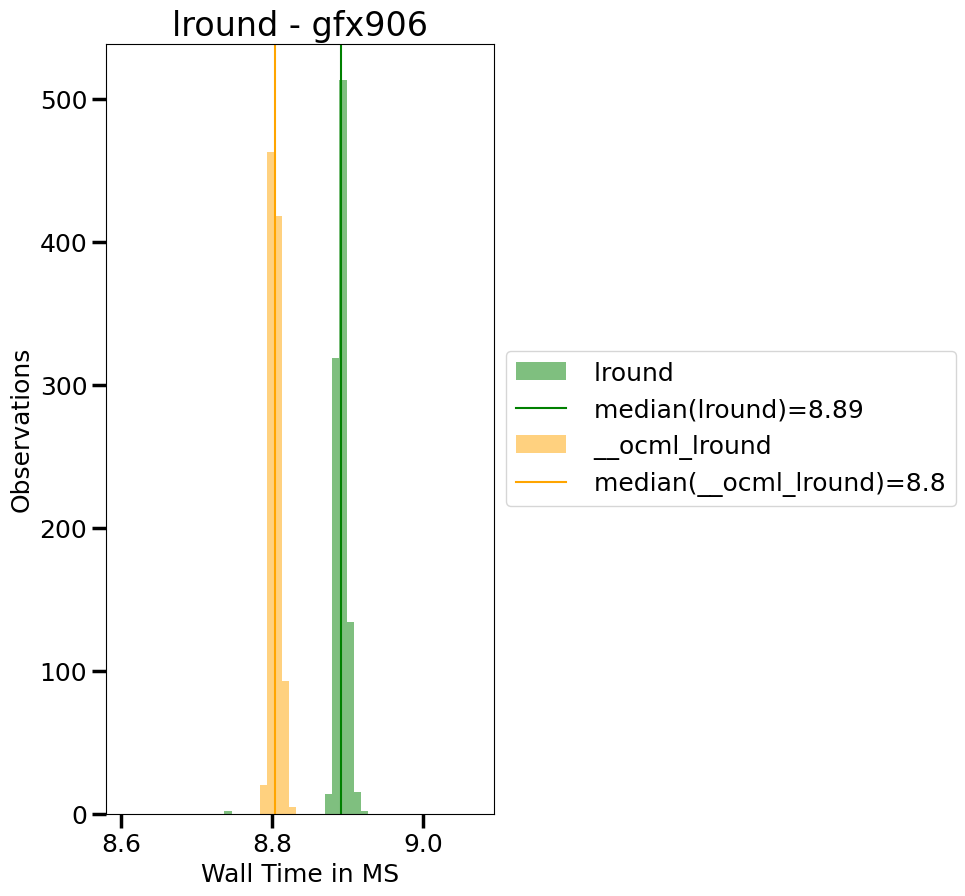 lround - gfx906
500
400
300
200
100
0
Observations
8.6 8.8 9.0
Wall Time in MS
lround
median(lround)=8.89
__ocml_lround
median(__ocml_lround)=8.8